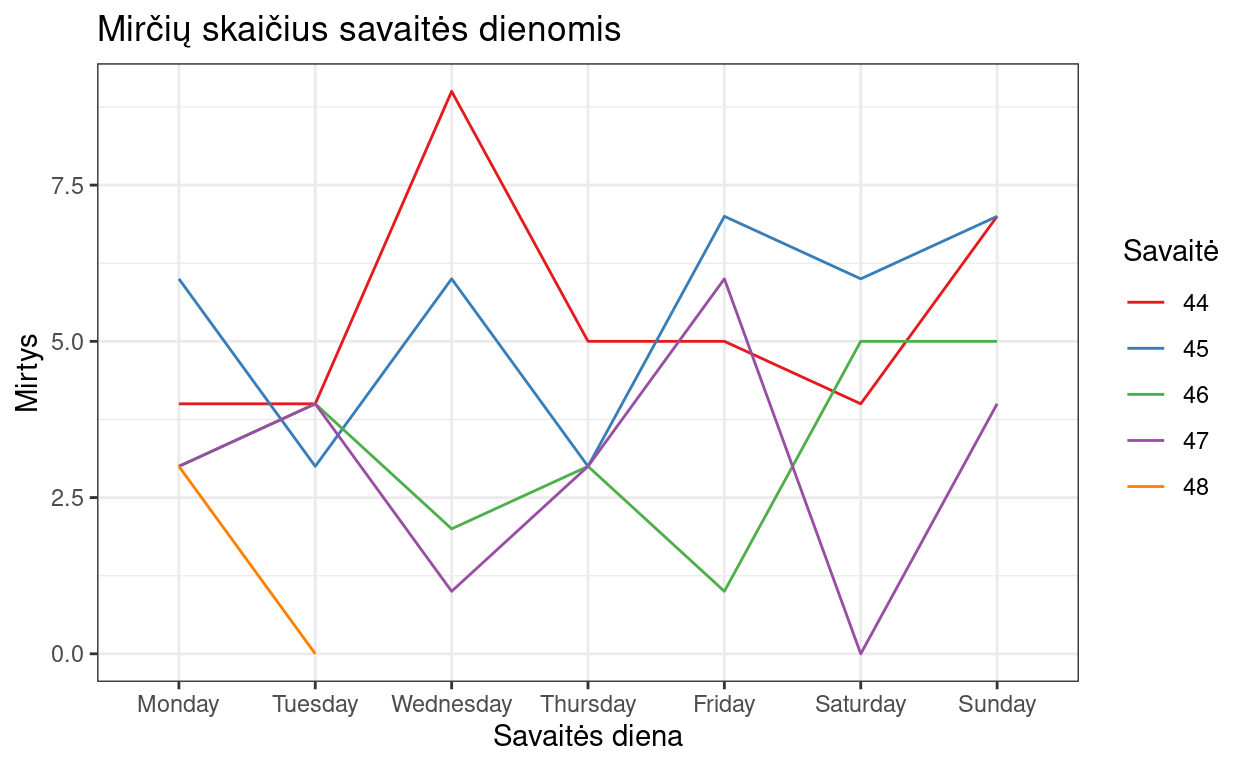 Mirčių skaičius savaitės dienomis
Mirtys
7.5
5.0
2.5
0.0
Monday Tuesday Wednesday Thursday Friday Saturday Sunday
Savaitės diena
Savaitė
44
45
46
47
48